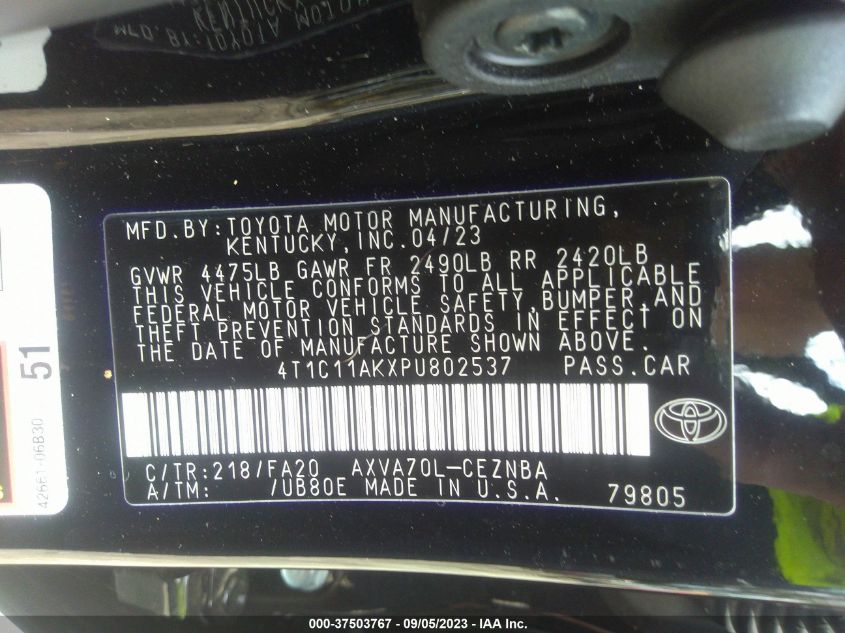 MFD.BY:TOYOTA MOTOR MANUFACTURING,
KENTUCKY,INC.04/23
GVWR 4475LB GAWR FR 2490LB RR 2420LB
THIS VEHICLE CONFORMS TO ALL APPLICABLE
FEDERAL MOTOR VEHICLE SAFETY,BUMPER,AND
THEFT PREVENTION STANDARDS IN EFFECT ON
THE DATE OF MANUFACTURE SHOWN ABOVE.
4T1C11AKXPU802537 PASS.CAR
C/TR:218/FA20 AXVA70L-CEZNBA
A/TM: /UB80E MADE IN U.S.A. 79805
51
42661-06B30
000-37503767 - 09/05/2023 - IAA Inc.